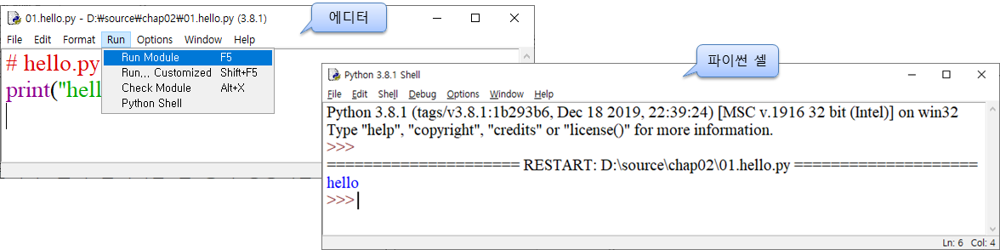 01.hello.py - D:₩source₩chap02₩01.hello.py (3.8.1)
에디터
File Edit Format Run Options Window Help
# hello.py
print("hell
Run Module F5
Run... Customized Shift+F5
Check Module Alt+X
Python Shell
파이썬 셸
Python 3.8.1 Shell
File Edit Shell Debug Options Window Help
Python 3.8.1 (tags/v3.8.1:1b293b6, Dec 18 2019, 22:39:24) [MSC v.1916 32 bit (Intel)] on win32
Type "help", "copyright", "credits" or "license()" for more information.
>>>
====================== RESTART: D:\source\chap02\01.hello.py =====================
hello
>>>
Ln: 6 Col: 4